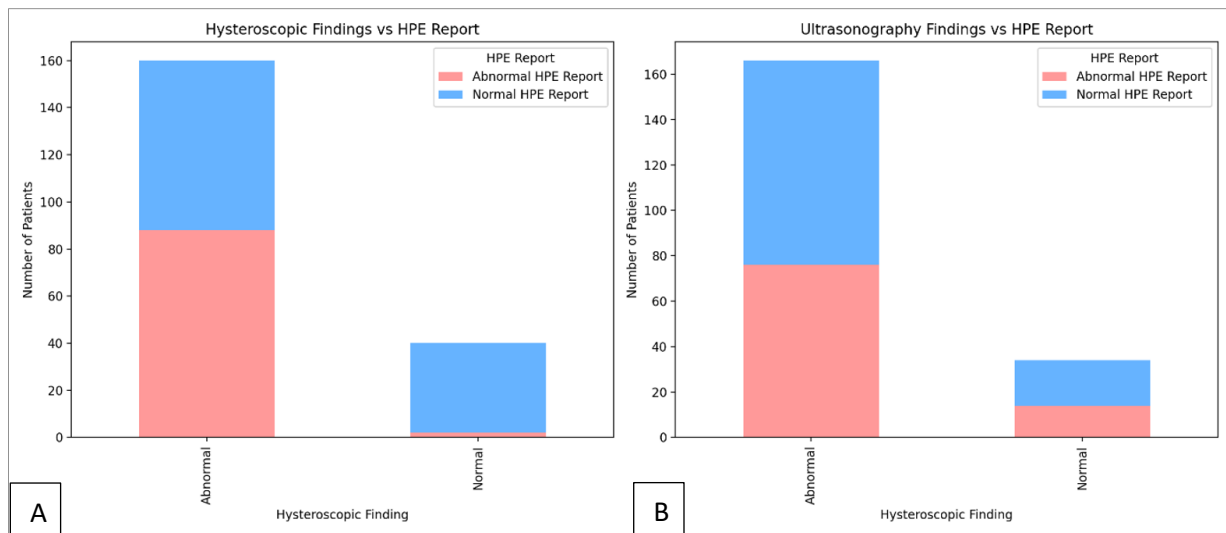 Hysteroscopic Findings vs HPE Report
HPE Report
Abnormal HPE Report
Normal HPE Report
Number of Patients
160
140
120
100
80
60
40
20
0
Abnormal
Normal
Hysteroscopic Finding
A
Ultrasonography Findings vs HPE Report
HPE Report
Abnormal HPE Report
Normal HPE Report
Number of Patients
160
140
120
100
80
60
40
20
0
Abnormal
Normal
Hysteroscopic Finding
B